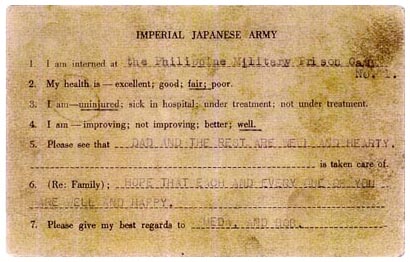 IMPERIAL JAPANESE ARMY
1. I am interned at the Philippine Military Prison Camp
No. 1.
2. My health is — excellent; good; fair; poor.
3. I am—uninjured; sick in hospital; under treatment; not under treatment.
4. I am — improving; not improving; better; well.
5. Please see that DAD AND THE REST ARE WELL AND HEARTY.
is taken care of.
6. (Re: Family); HOPE THAT EACH AND EVERY ONE OF YOU
ARE WELL AND HAPPY.
7. Please give my best regards to AND